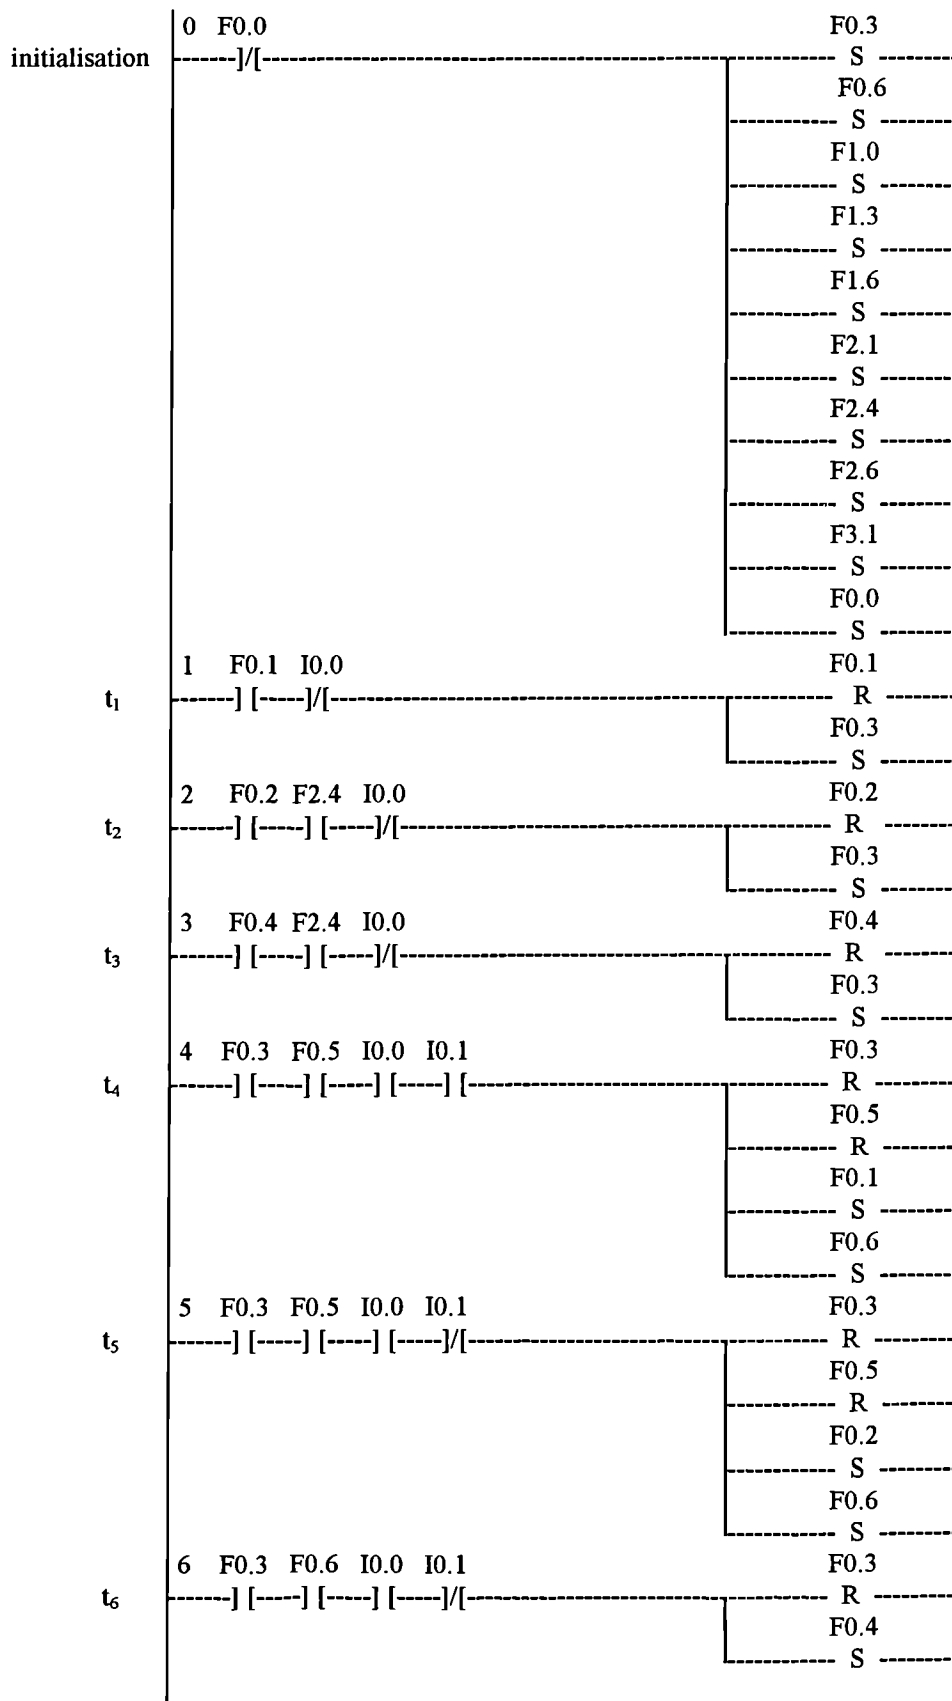 0 F0.0 F0.3
initialisation ------]/[------ S ------
F0.6
------ S ------
F1.0
------ S ------
F1.3
------ S ------
F1.6
------ S ------
F2.1
------ S ------
F2.4
------ S ------
F2.6
------ S ------
F3.1
------ S ------
F0.0
------ S ------
1 F0.1 I0.0 F0.1
t1 ------] [-----]/[------ R ------
F0.3
------ S ------
2 F0.2 F2.4 I0.0 F0.2
t2 ------] [-----] [-----]/[------ R ------
F0.3
------ S ------
3 F0.4 F2.4 I0.0 F0.4
t3 ------] [-----] [-----]/[------ R ------
F0.3
------ S ------
4 F0.3 F0.5 I0.0 I0.1 F0.3
t4 ------] [-----] [-----] [-----] [------ R ------
F0.5
------ R ------
F0.1
------ S ------
F0.6
------ S ------
5 F0.3 F0.5 I0.0 I0.1 F0.3
t5 ------] [-----] [-----] [-----]/[------ R ------
F0.5
------ R ------
F0.2
------ S ------
F0.6
------ S ------
6 F0.3 F0.6 I0.0 I0.1 F0.3
t6 ------] [-----] [-----] [-----]/[------ R ------
F0.4
------ S ------